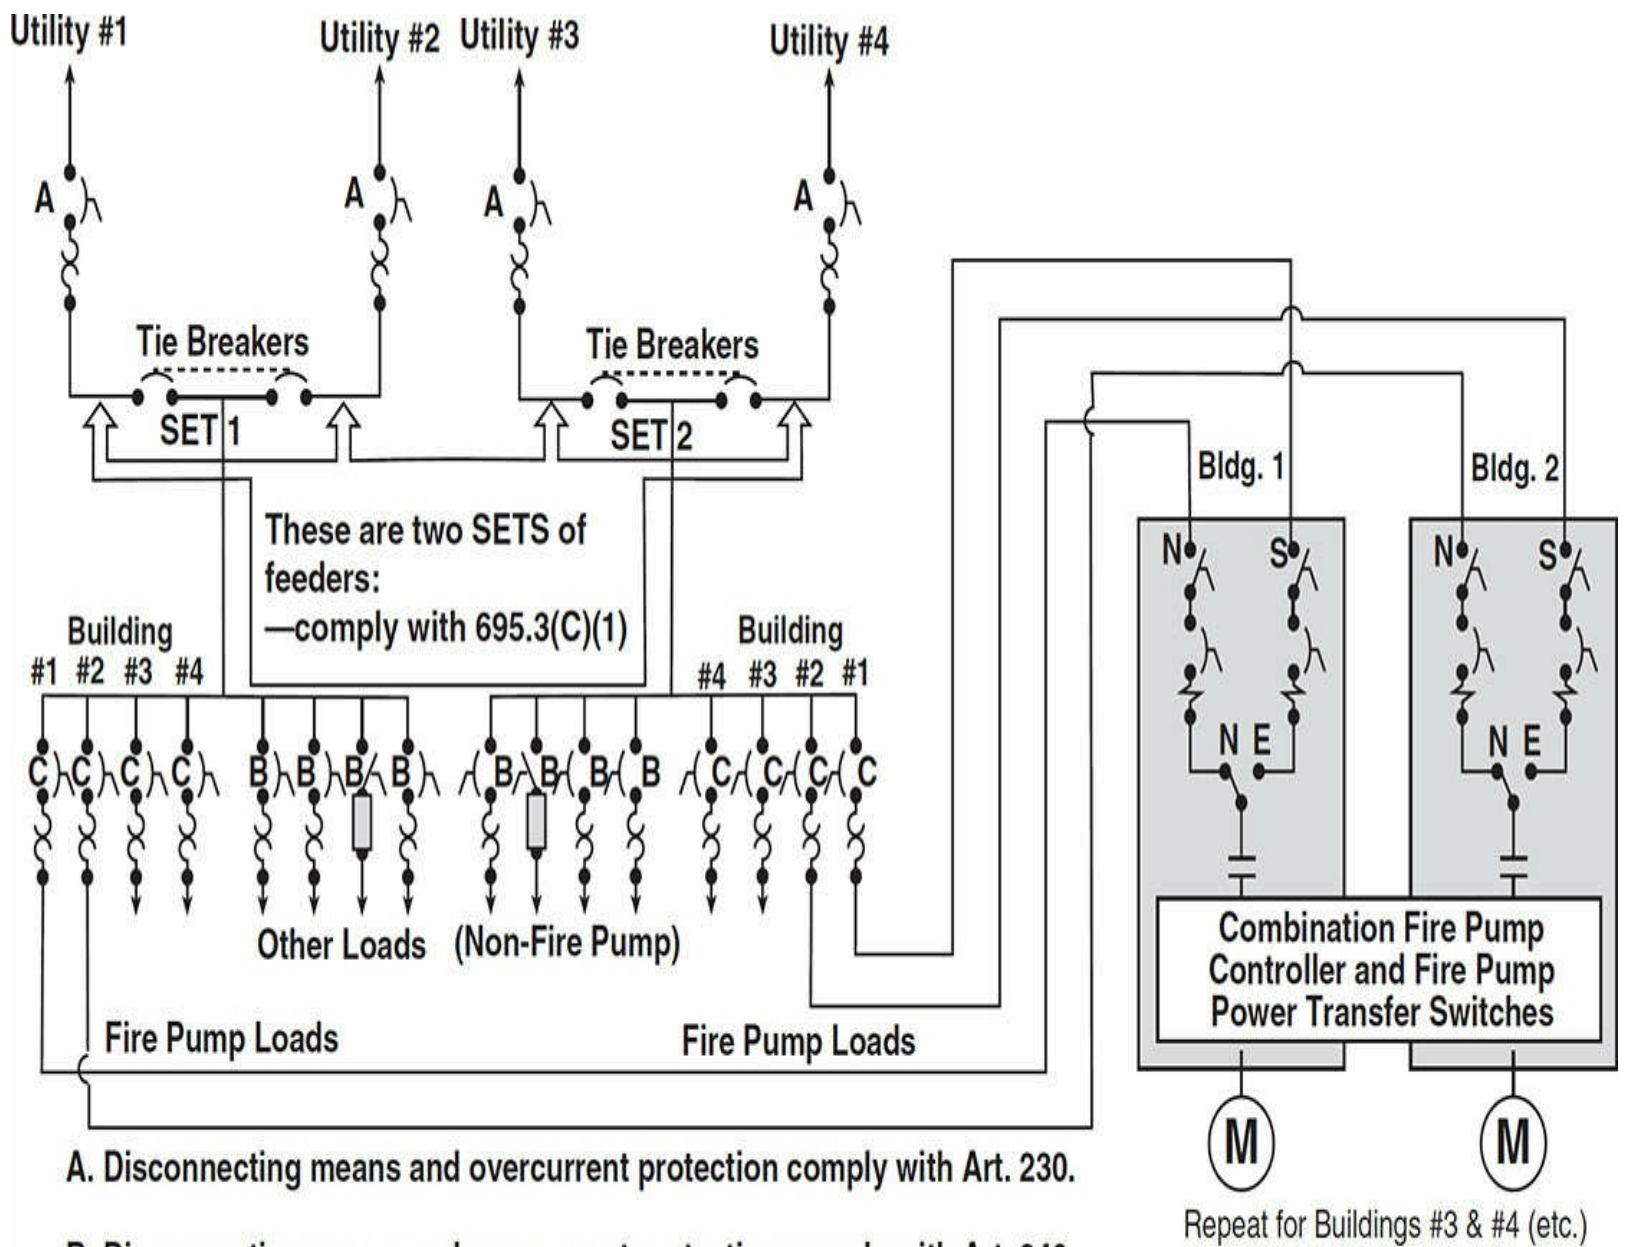 Utility #1
Utility #2
Utility #3
Utility #4
A
A
A
A
Tie Breakers
Tie Breakers
SET 1
SET 2
Bldg. 1
Bldg. 2
These are two SETS of
feeders:
—comply with 695.3(C)(1)
Building
#1 #2 #3 #4
Building
#4 #3 #2 #1
N S
N S
N E
N E
C C C C B B B B
B B B B C C C C
Other Loads (Non-Fire Pump)
Combination Fire Pump
Controller and Fire Pump
Power Transfer Switches
Fire Pump Loads
Fire Pump Loads
M
M
A. Disconnecting means and overcurrent protection comply with Art. 230.
Repeat for Buildings #3 & #4 (etc.)